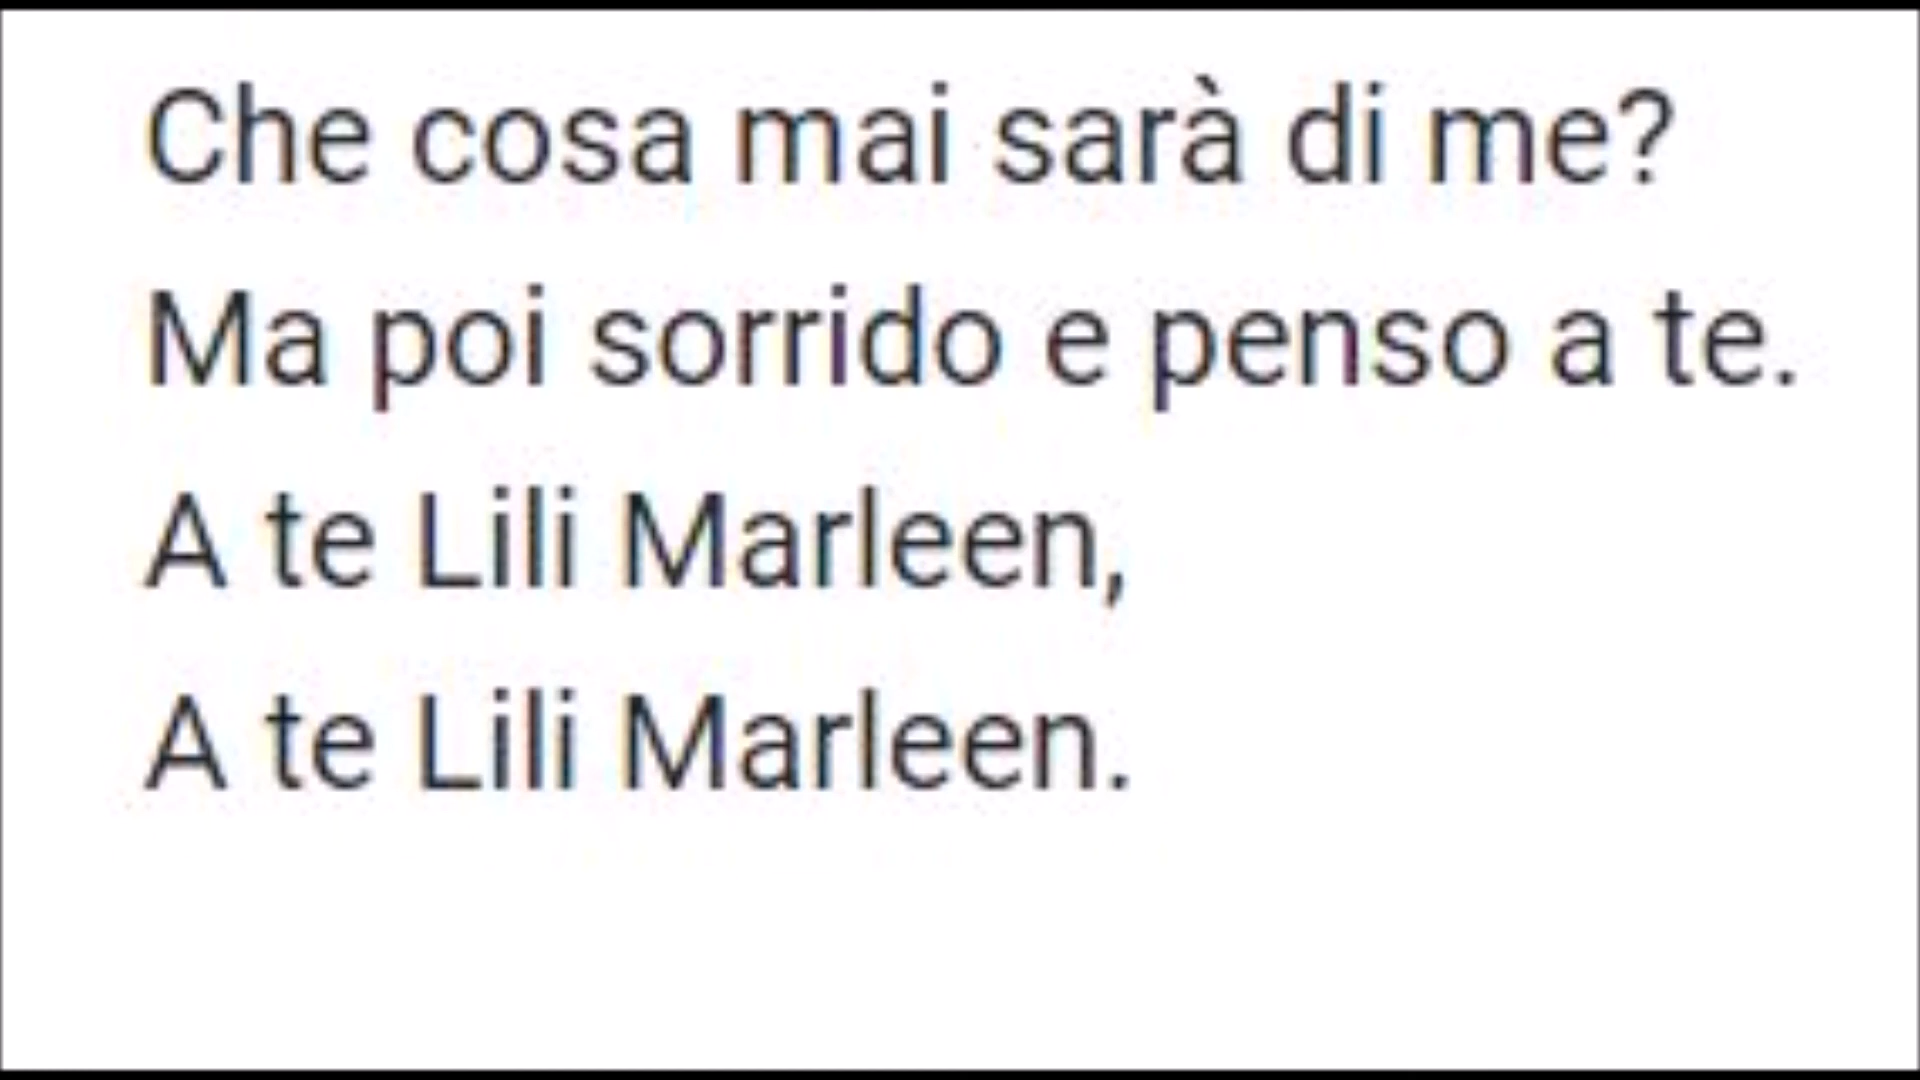 Che cosa mai sarà di me?
Ma poi sorrido e penso a te.
A te Lili Marleen,
A te Lili Marleen.